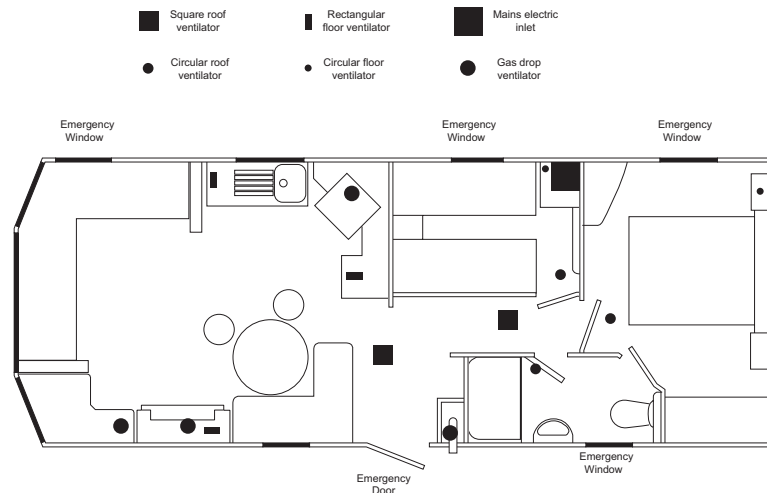 Square roof
ventilator
Rectangular
floor ventilator
Mains electric
inlet
Circular roof
ventilator
Circular floor
ventilator
Gas drop
ventilator
Emergency
Window
Emergency
Window
Emergency
Window
Emergency
Window
Emergency
Door